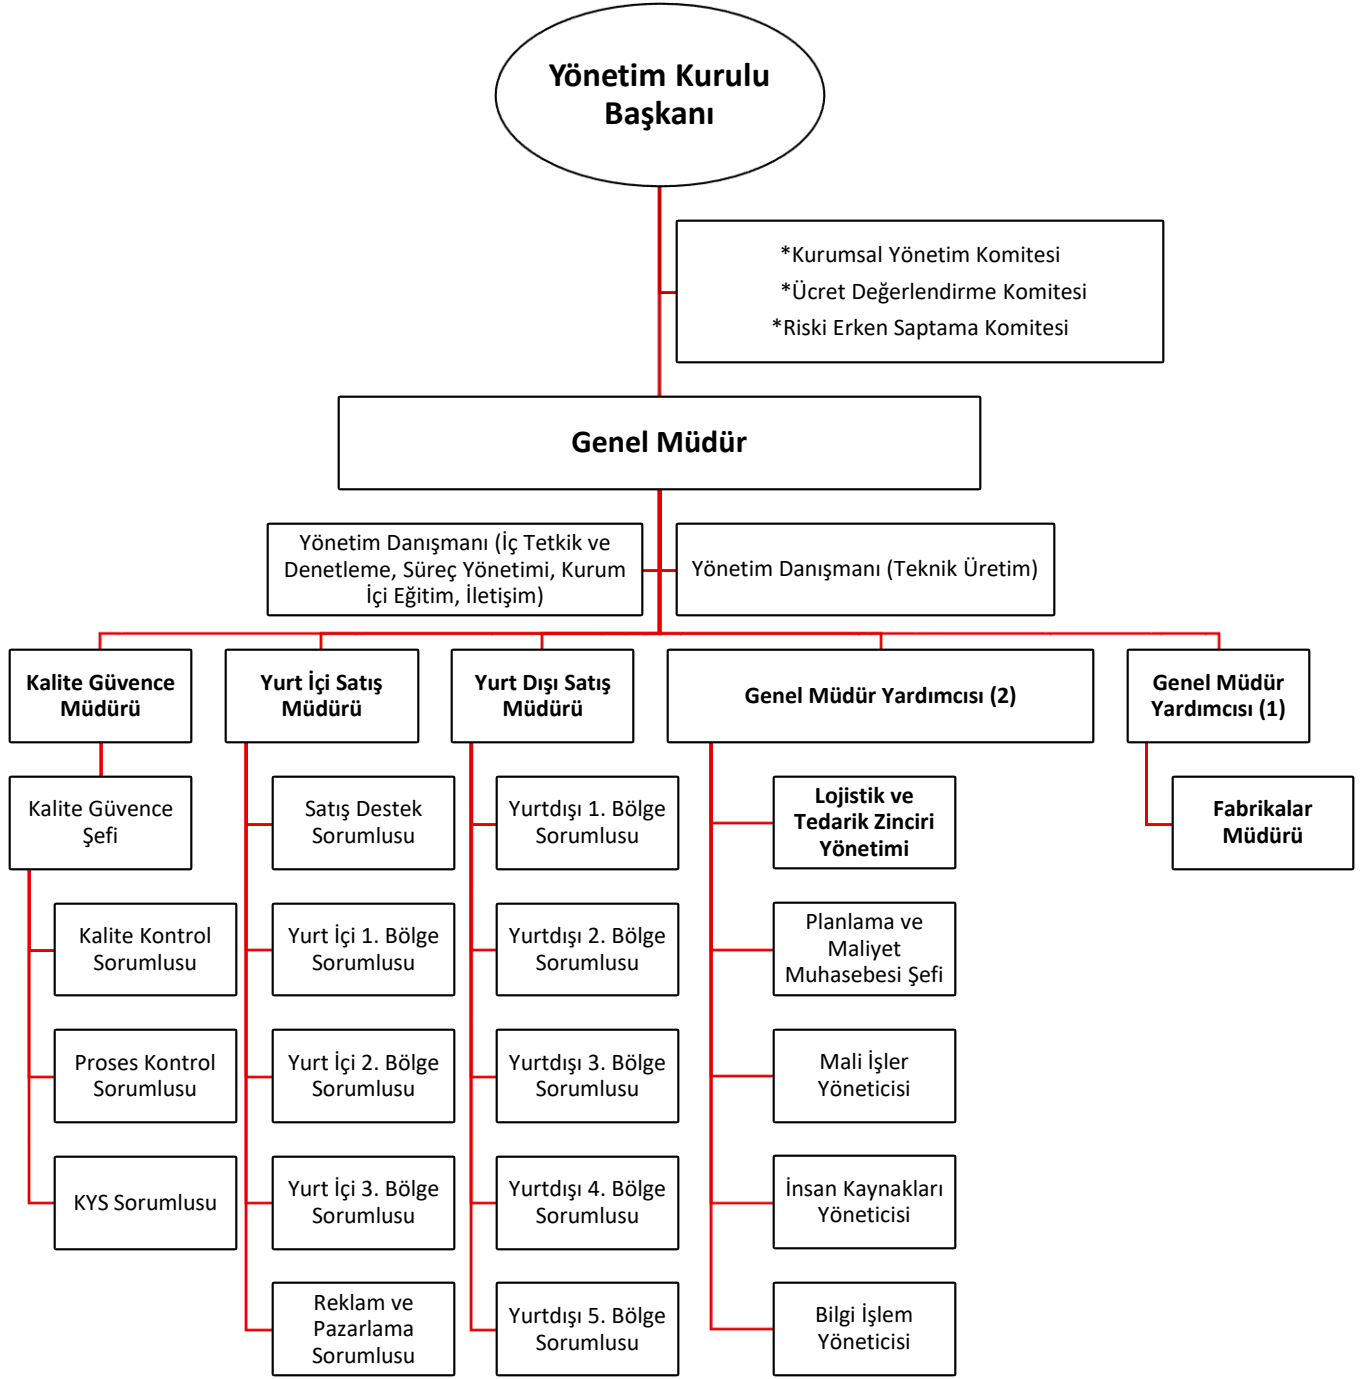 Yönetim Kurulu
Başkanı
*Kurumsal Yönetim Komitesi
*Ücret Değerlendirme Komitesi
*Riski Erken Saptama Komitesi
Genel Müdür
Yönetim Danışmanı (İç Tetkik ve
Denetleme, Süreç Yönetimi, Kurum
İçi Eğitim, İletişim)
Yönetim Danışmanı (Teknik Üretim)
Kalite Güvence
Müdürü
Yurt İçi Satış
Müdürü
Yurt Dışı Satış
Müdürü
Genel Müdür Yardımcısı (2)
Genel Müdür
Yardımcısı (1)
Kalite Güvence
Şefi
Kalite Kontrol
Sorumlusu
Proses Kontrol
Sorumlusu
KYS Sorumlusu
Satış Destek
Sorumlusu
Yurt İçi 1. Bölge
Sorumlusu
Yurt İçi 2. Bölge
Sorumlusu
Yurt İçi 3. Bölge
Sorumlusu
Reklam ve
Pazarlama
Sorumlusu
Yurtdışı 1. Bölge
Sorumlusu
Yurtdışı 2. Bölge
Sorumlusu
Yurtdışı 3. Bölge
Sorumlusu
Yurtdışı 4. Bölge
Sorumlusu
Yurtdışı 5. Bölge
Sorumlusu
Lojistik ve
Tedarik Zinciri
Yönetimi
Planlama ve
Maliyet
Muhasebesi Şefi
Mali İşler
Yöneticisi
İnsan Kaynakları
Yöneticisi
Bilgi İşlem
Yöneticisi
Fabrikalar
Müdürü